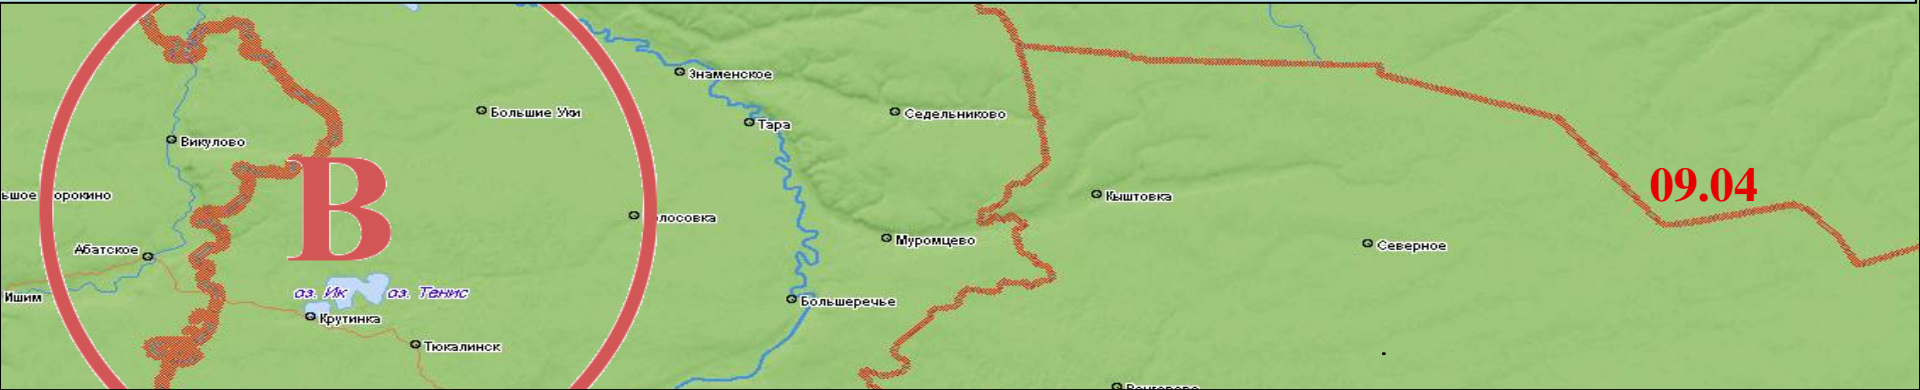 Знаменское
Большие Уки
Седельниково
Тара
Викулово
09.04
В
Кыштовка
Абатское
Муромцево
Северное
оз. Ик
оз. Тенис
Ишим
Большеречье
Крутинка
Тюкалинск